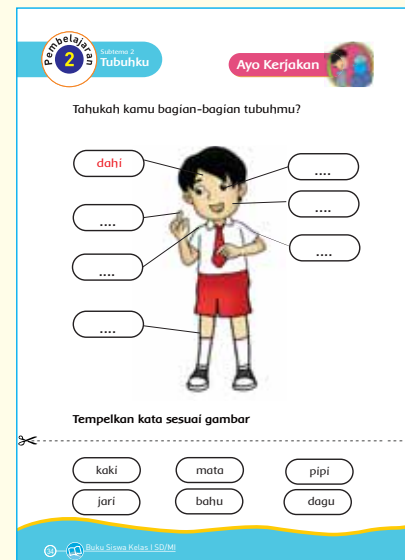 Pembelajaran
2
Subtema 2
Tubuhku
Ayo Kerjakan
Tahukah kamu bagian-bagian tubuhmu?
dahi
....
....
....
....
....
....
Tempelkan kata sesuai gambar
kaki
mata
pipi
jari
bahu
dagu
34
Buku Siswa Kelas I SD/MI